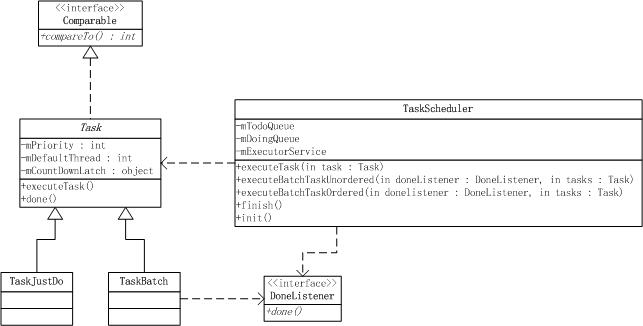 <<interface>>
Comparable
+compareTo() : int
Task
-mPriority : int
-mDefaultThread : int
-mCountDownLatch : object
+executeTask()
+done()
TaskScheduler
-mTodoQueue
-mDoingQueue
-mExecutorService
+executeTask(in task : Task)
+executeBatchTaskUnordered(in doneListener : DoneListener, in tasks : Task)
+executeBatchTaskOrdered(in donelistener : DoneListener, in tasks : Task)
+finish()
+init()
TaskJustDo
TaskBatch
<<interface>>
DoneListener
+done()